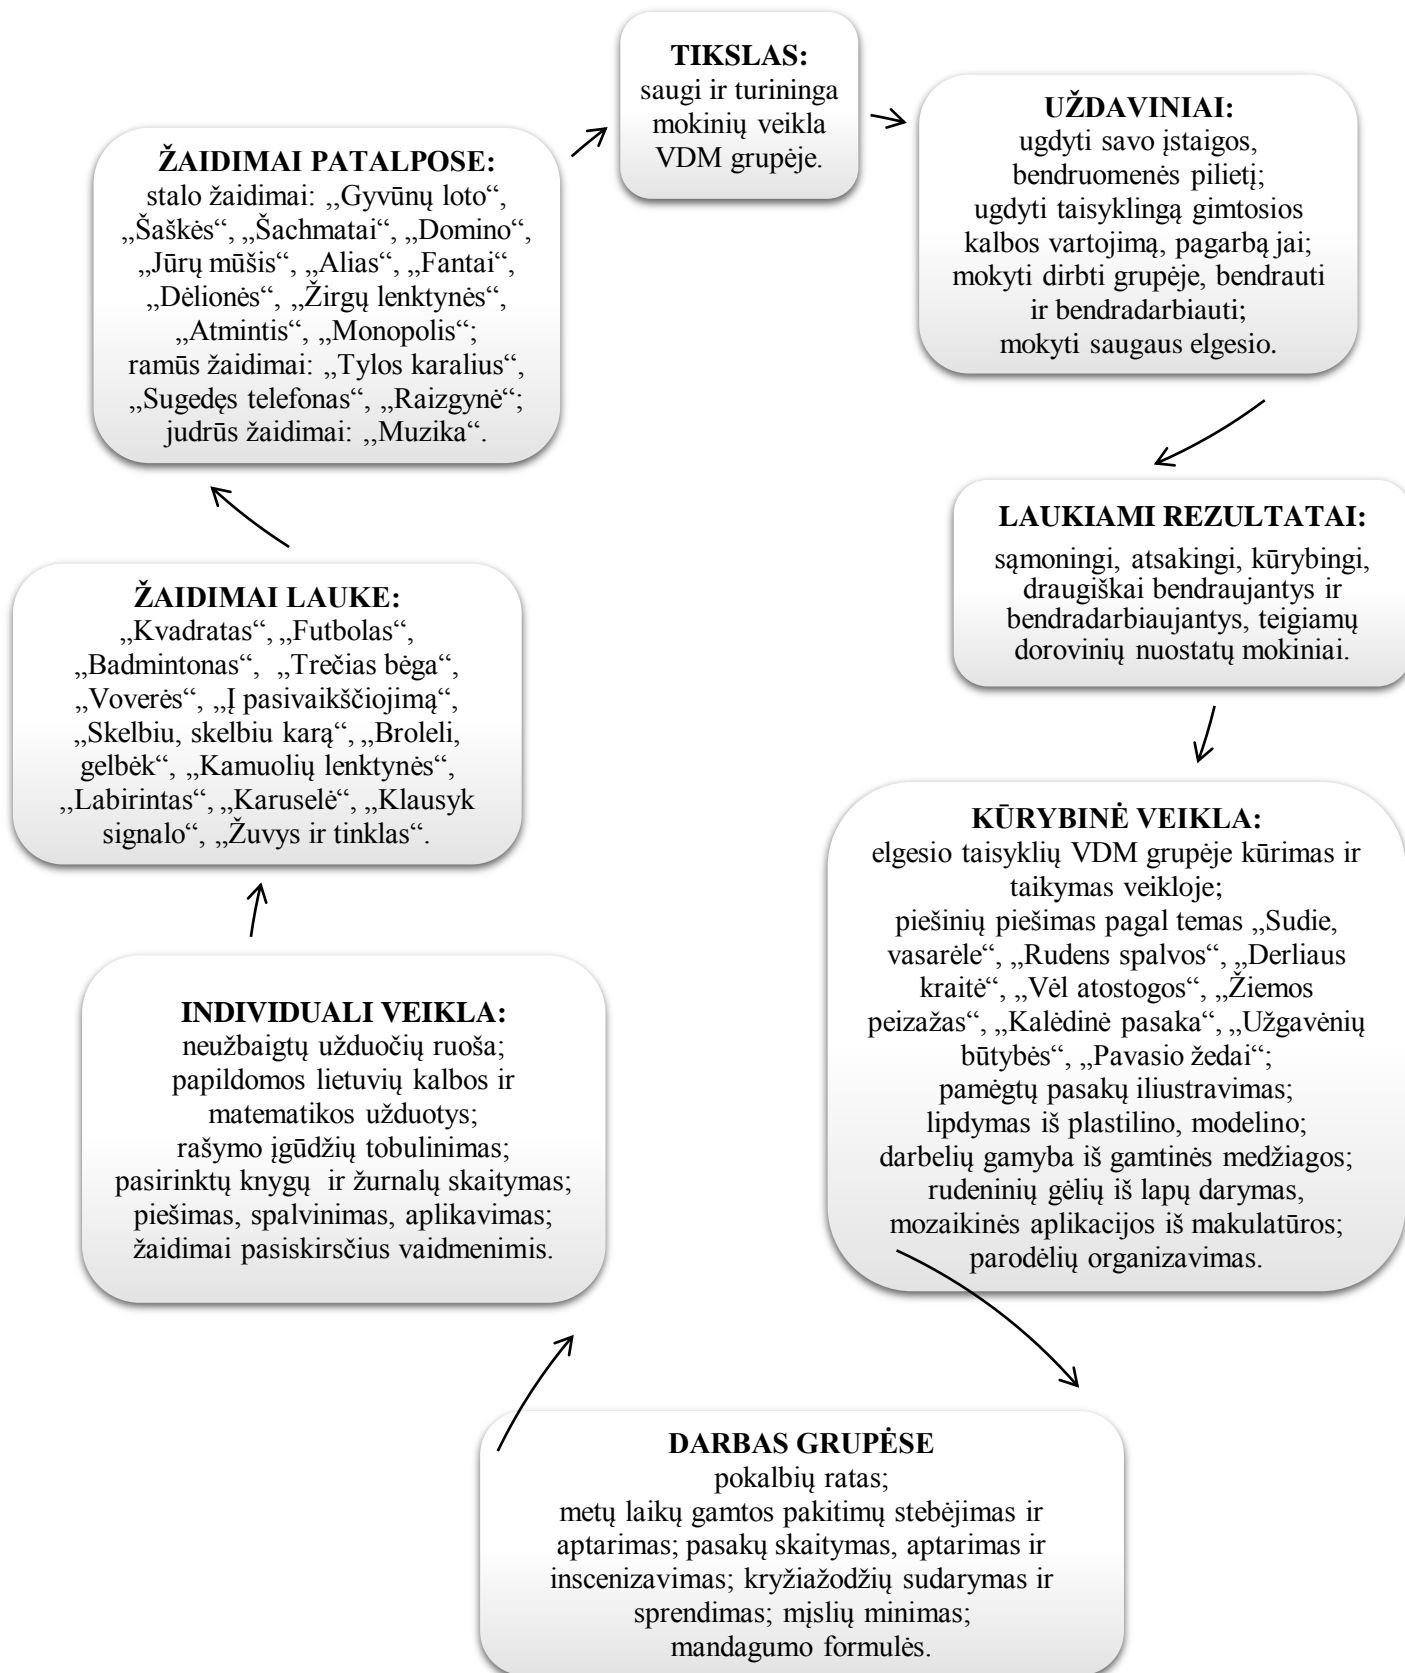 TIKSLAS:
saugi ir turininga
mokinių veikla
VDM grupėje.
UŽDAVINIAI:
ugdyti savo įstaigos,
bendruomenės pilietį;
ugdyti taisyklingą gimtosios
kalbos vartojimą, pagarbą jai;
mokyti dirbti grupėje, bendrauti
ir bendradarbiauti;
mokyti saugaus elgesio.
LAUKIAMI REZULTATAI:
sąmoningi, atsakingi, kūrybingi,
draugiškai bendraujantys ir
bendradarbiaujantys, teigiamų
dorovinių nuostatų mokiniai.
KŪRYBINĖ VEIKLA:
elgesio taisyklių VDM grupėje kūrimas ir
taikymas veikloje;
piešinių piešimas pagal temas „Sudie,
vasarėle“, „Rudens spalvos“, „Derliaus
kraitė“, „Vėl atostogos“, „Žiemos
peizažas“, „Kalėdinė pasaka“, „Užgavėnių
būtybės“, „Pavasio žedai“;
pamėgtų pasakų iliustravimas;
lipdymas iš plastilino, modelino;
darbelių gamyba iš gamtinės medžiagos;
rudeninių gėlių iš lapų darymas,
mozaikinės aplikacijos iš makulatūros;
parodėlių organizavimas.
DARBAS GRUPĖSE
pokalbių ratas;
metų laikų gamtos pakitimų stebėjimas ir
aptarimas; pasakų skaitymas, aptarimas ir
inscenizavimas; kryžiažodžių sudarymas ir
sprendimas; mįslių minimas;
mandagumo formulės.
INDIVIDUALI VEIKLA:
neužbaigtų užduočių ruoša;
papildomos lietuvių kalbos ir
matematikos užduotys;
rašymo įgūdžių tobulinimas;
pasirinktų knygų ir žurnalų skaitymas;
piešimas, spalvinimas, aplikavimas;
žaidimai pasiskirsčius vaidmenimis.
ŽAIDIMAI LAUKE:
„Kvadratas“, „Futbolas“,
„Badmintonas“, „Trečias bėga“,
„Voverės“, „Į pasivaikščiojimą“,
„Skelbiu, skelbiu karą“, „Broleli,
gelbėk“, „Kamuolių lenktynės“,
„Labirintas“, „Karuselė“, „Klausyk
signalo“, „Žuvys ir tinklas“.
ŽAIDIMAI PATALPOSE:
stalo žaidimai: „Gyvūnų loto“,
„Šaškės“, „Šachmatai“, „Domino“,
„Jūrų mūšis“, „Alias“, „Fantai“,
„Dėlionės“, „Žirgų lenktynės“,
„Atmintis“, „Monopolis“;
ramūs žaidimai: „Tylos karalius“,
„Sugedęs telefonas“, „Raizgynė“;
judrūs žaidimai: „Muzika“.